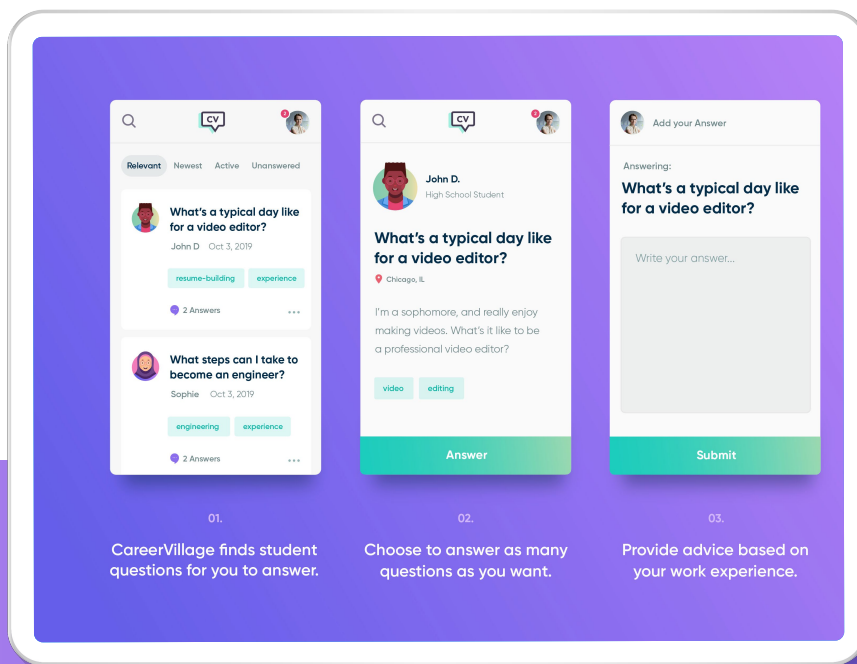 CV
Relevant Newest Active Unanswered
What's a typical day like
for a video editor?
John D Oct 3, 2019
resume-building experience
2 Answers
What steps can I take to
become an engineer?
Sophie Oct 3, 2019
engineering experience
2 Answers
01.
CareerVillage finds student
questions for you to answer.
CV
John D.
High School Student
What's a typical day like
for a video editor?
Chicago, IL
I'm a sophomore, and really enjoy
making videos. What's it like to be
a professional video editor?
video editing
Answer
02.
Choose to answer as many
questions as you want.
Add your Answer
Answering:
What's a typical day like
for a video editor?
Write your answer...
Submit
03.
Provide advice based on
your work experience.